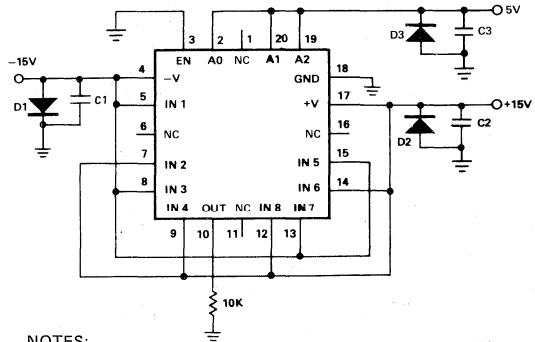 5V
3 2 1 20 19
D3 C3
EN A0 NC A1 A2
-15V
4 -V GND 18
+V 17
+15V
D1 C1
5 IN 1
6 NC NC 16
D2 C2
7 IN 2 IN 5 15
8 IN 3 IN 6 14
IN 4 OUT NC IN 8 IN 7
9 10 11 12 13
10K
NOTES: